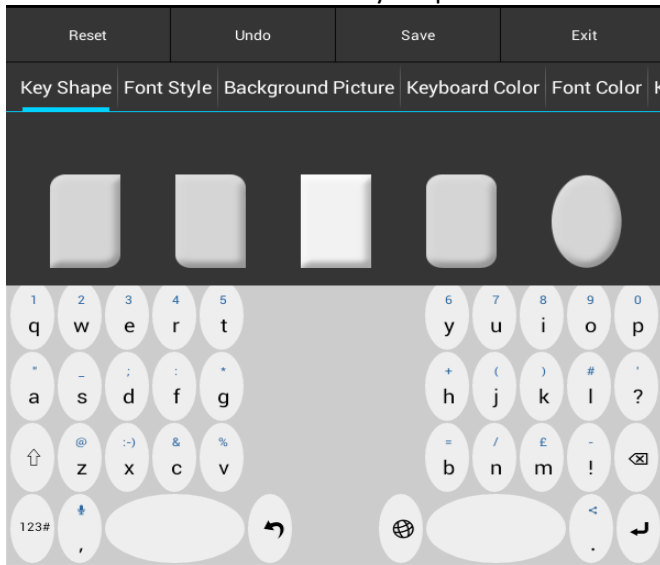 Reset Undo Save Exit
Key Shape Font Style Background Picture Keyboard Color Font Color
1 2 3 4 5 6 7 8 9 0
q w e r t y u i o p
" _ ; : * + ( ) # '
a s d f g h j k l ?
@ :-) & % = / £ -
z x c v b n m !
123# , .